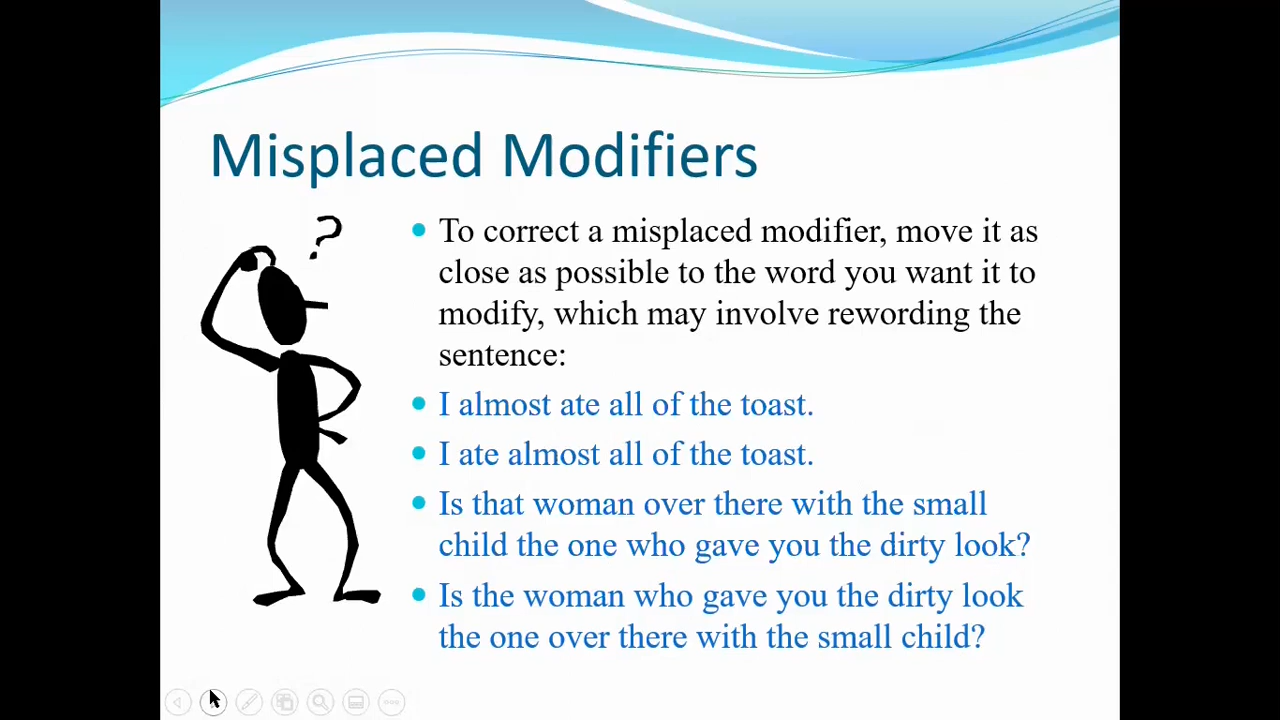 Misplaced Modifiers
?
To correct a misplaced modifier, move it as
close as possible to the word you want it to
modify, which may involve rewording the
sentence:
I almost ate all of the toast.
I ate almost all of the toast.
Is that woman over there with the small
child the one who gave you the dirty look?
Is the woman who gave you the dirty look
the one over there with the small child?